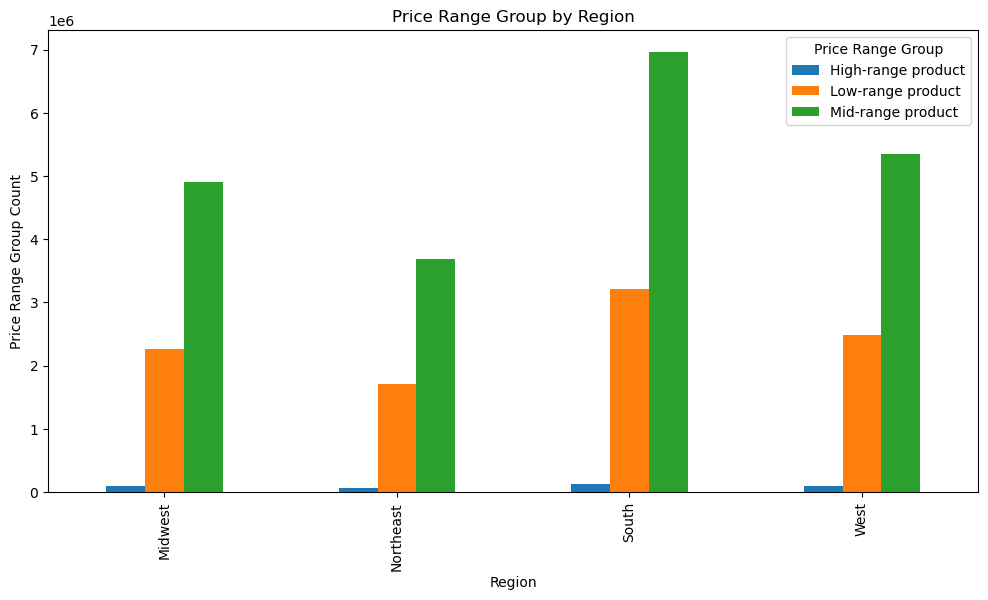 Price Range Group by Region
1e6
Price Range Group
High-range product
Low-range product
Mid-range product
7
6
5
4
3
2
1
0
Price Range Group Count
Midwest
Northeast
South
West
Region